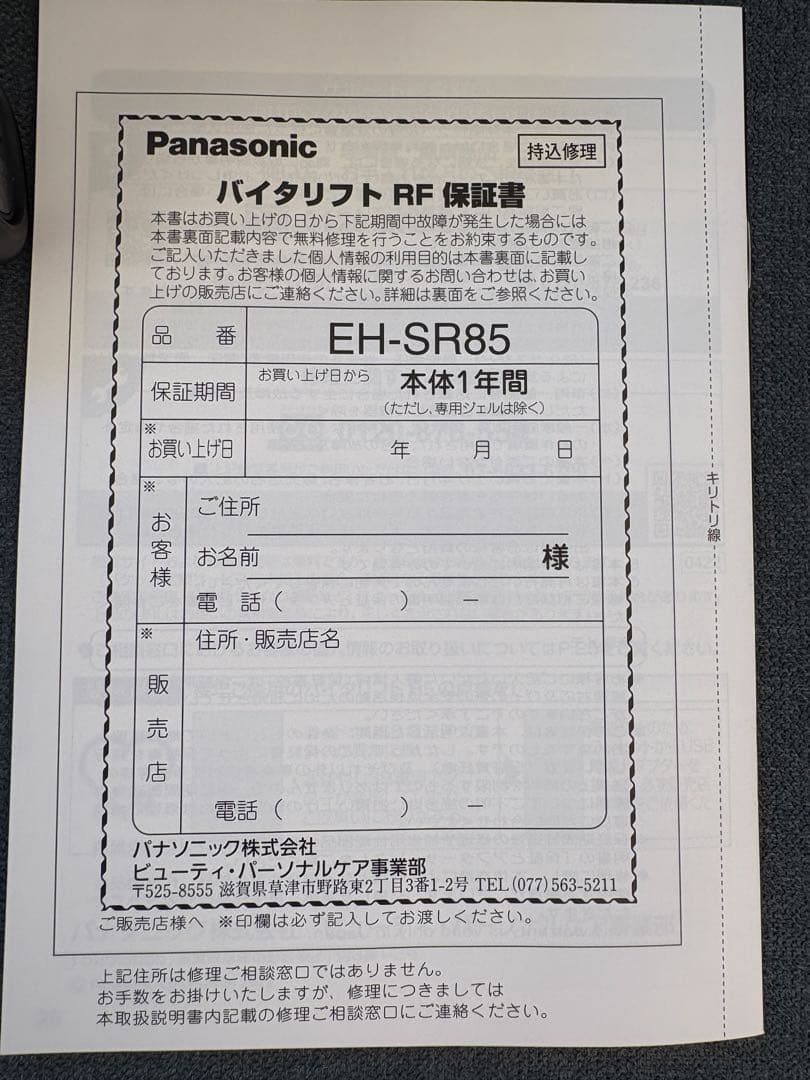 Panasonic
持込修理
バイタリフト RF 保証書
本書はお買い上げの日から下記期間中故障が発生した場合には
本書裏面記載内容で無料修理を行うことをお約束するものです。
ご記入いただきました個人情報の利用目的は本書裏面に記載し
ております。お客様の個人情報に関するお問い合わせは、お買い
上げの販売店にご連絡ください。詳細は裏面をご参照ください。
品 番 EH-SR85
保証期間 お買い上げ日から 本体1年間
(ただし、専用ジェルは除く)
※
お買い上げ日 年 月 日
※
お客様
ご住所
お名前 様
電 話 ( ) −
※
販売店
住所・販売店名
電話 ( ) −
パナソニック株式会社
ビューティ・パーソナルケア事業部
〒525-8555 滋賀県草津市野路東2丁目3番1-2号 TEL (077) 563-5211
ご販売店様へ ※印欄は必ず記入してお渡しください。
上記住所は修理ご相談窓口ではありません。
お手数をお掛けいたしますが、修理につきましては
本取扱説明書内記載の修理ご相談窓口にご連絡ください。
キリトリ線